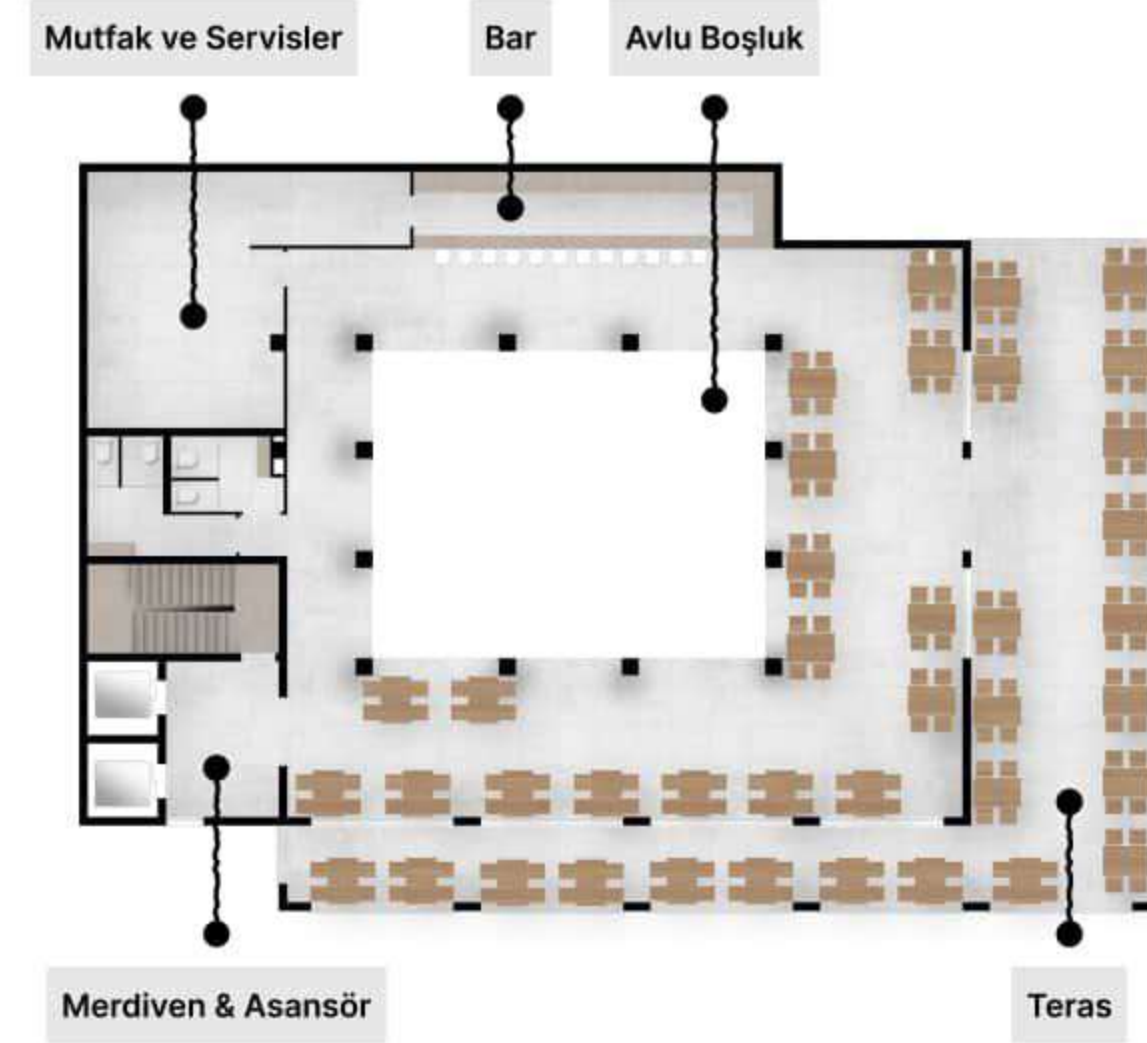 Mutfak ve Servisler
Bar
Avlu Boşluk
Merdiven & Asansör
Teras